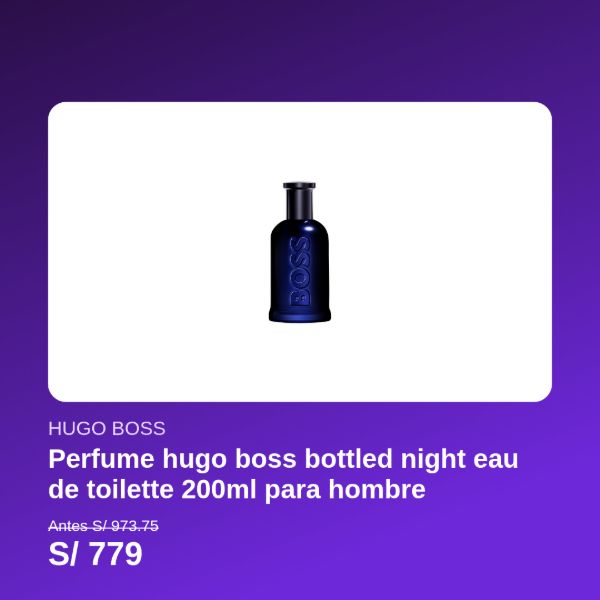 BOSS
HUGO BOSS
Perfume hugo boss bottled night eau
de toilette 200ml para hombre
Antes S/ 973.75
S/ 779